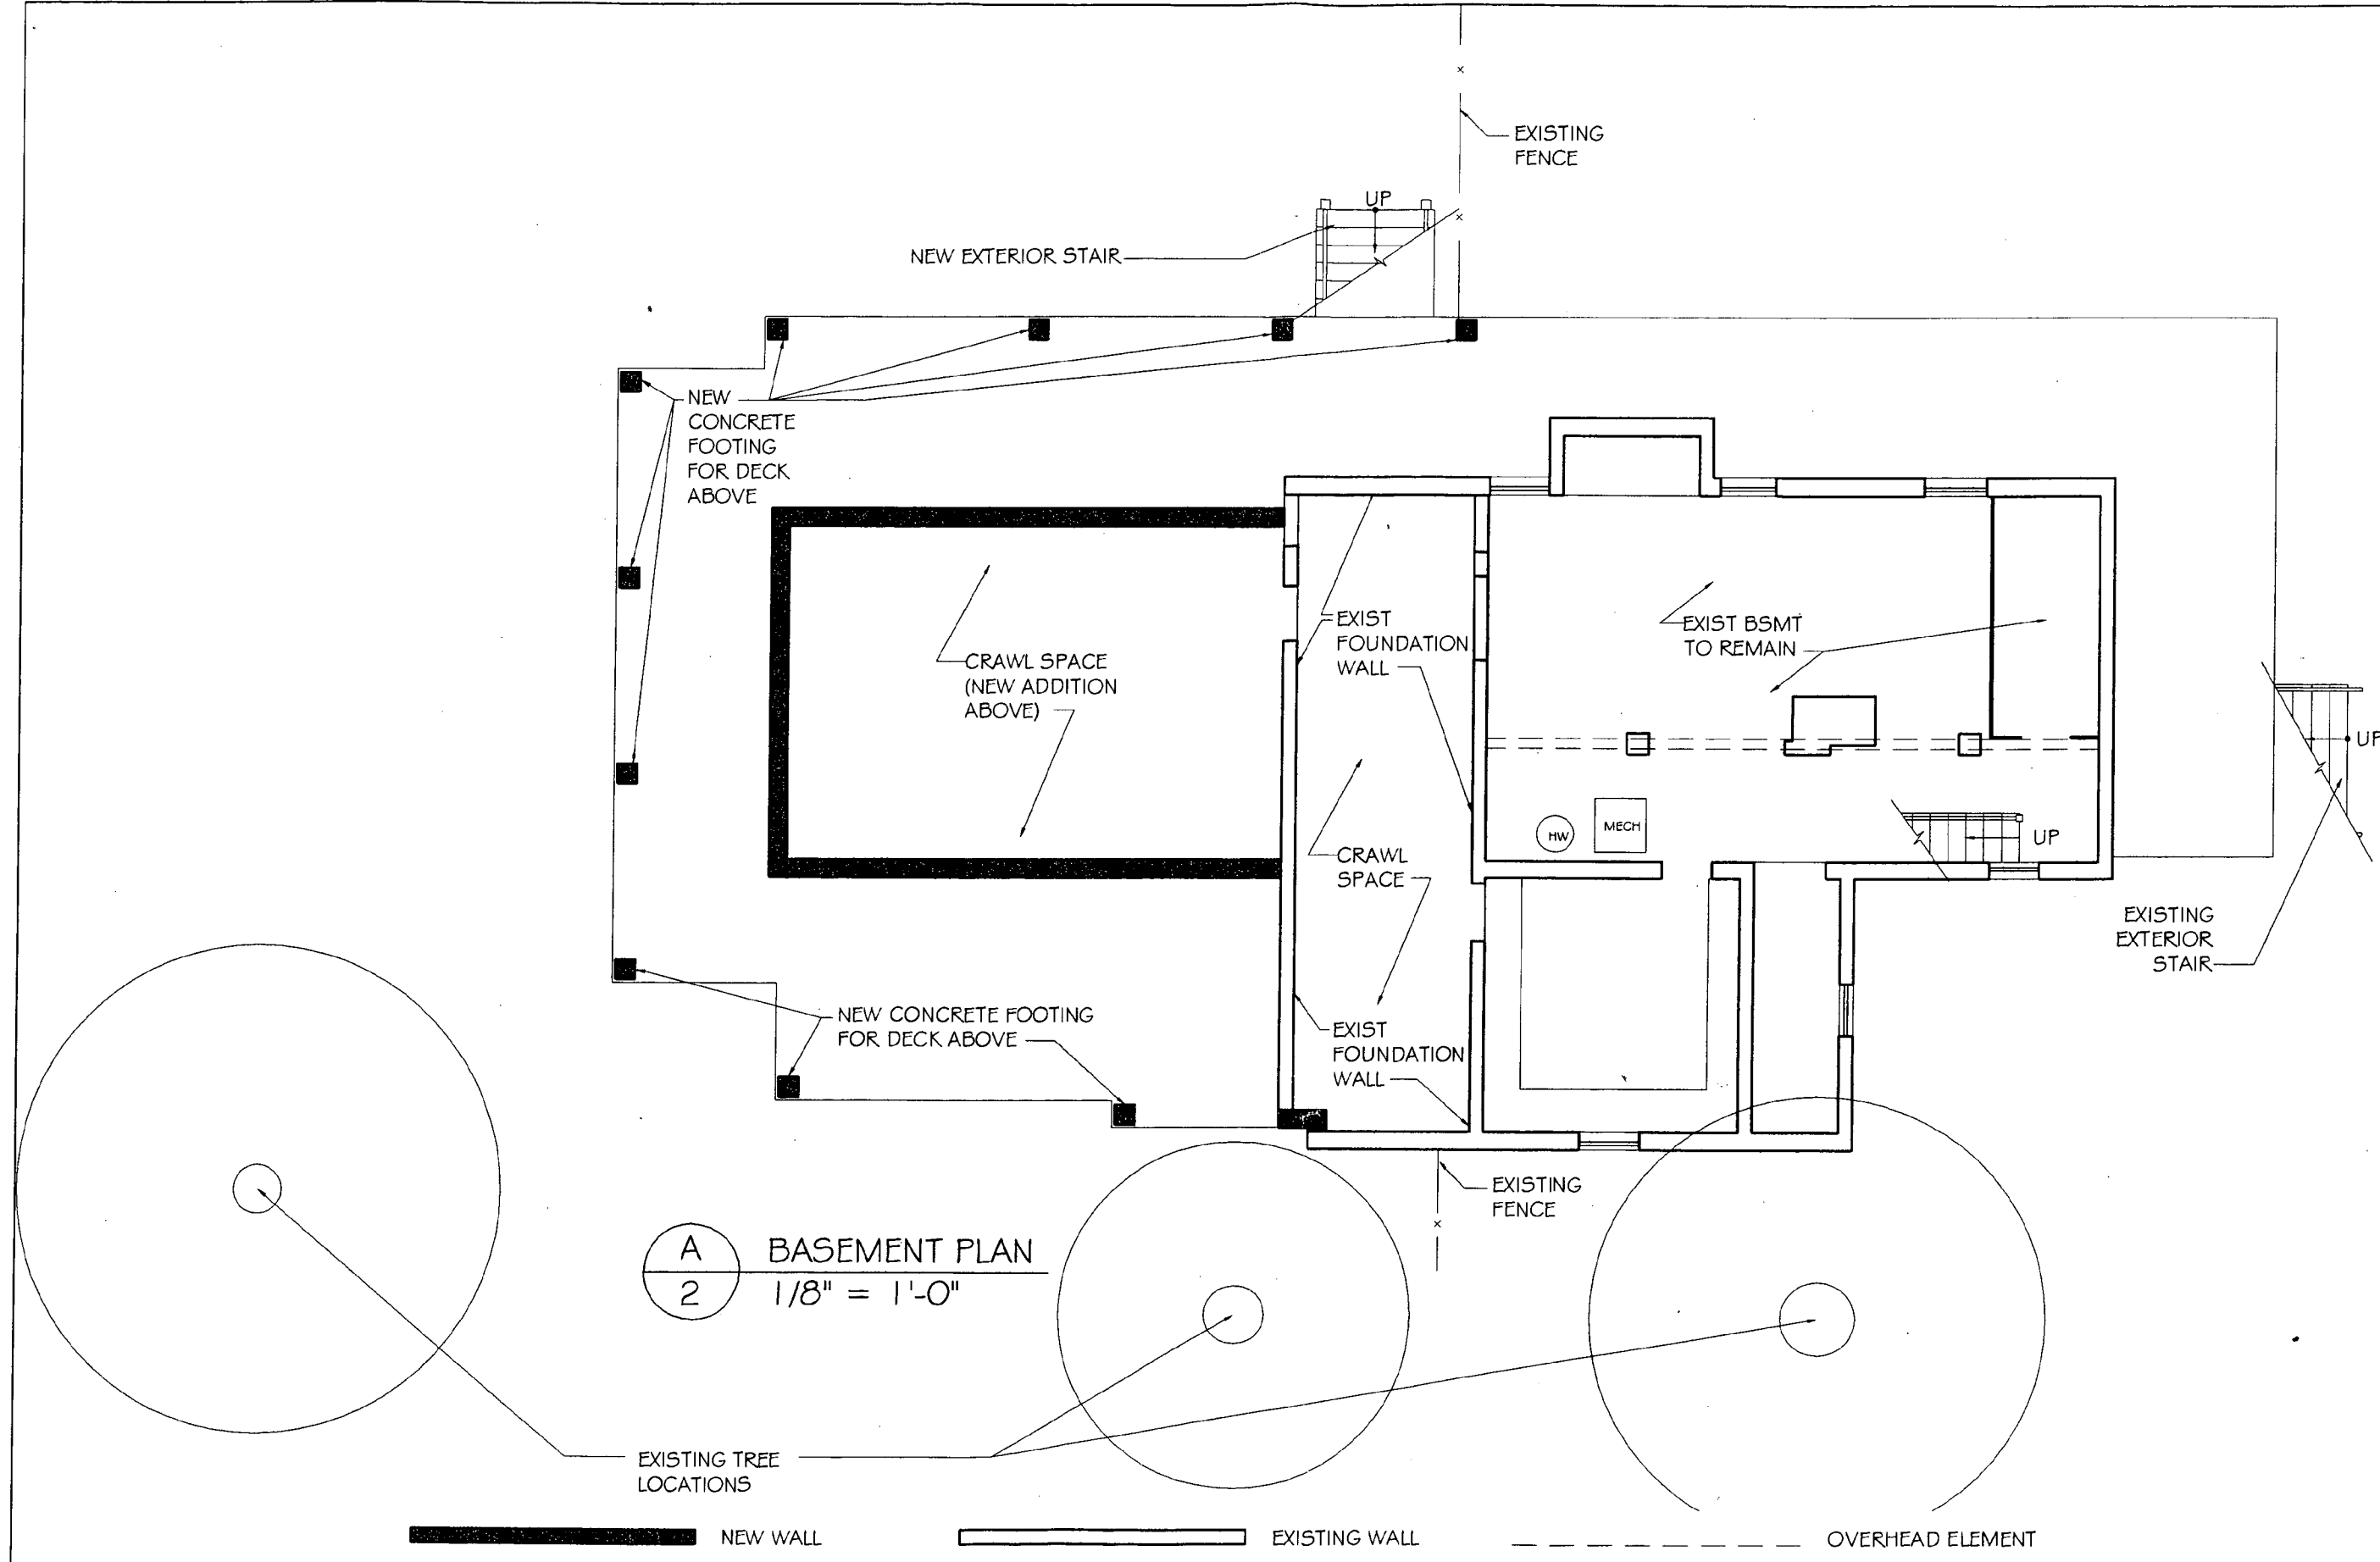 EXISTING
FENCE
UP
NEW EXTERIOR STAIR
NEW
CONCRETE
FOOTING
FOR DECK
ABOVE
EXIST
FOUNDATION
WALL
EXIST BSMT
TO REMAIN
CRAWL SPACE
(NEW ADDITION
ABOVE)
UP
HW
MECH
UP
CRAWL
SPACE
EXISTING
EXTERIOR
STAIR
NEW CONCRETE FOOTING
FOR DECK ABOVE
EXIST
FOUNDATION
WALL
EXISTING
FENCE
A
2
BASEMENT PLAN
1/8" = 1'-0"
EXISTING TREE
LOCATIONS
NEW WALL
EXISTING WALL
OVERHEAD ELEMENT